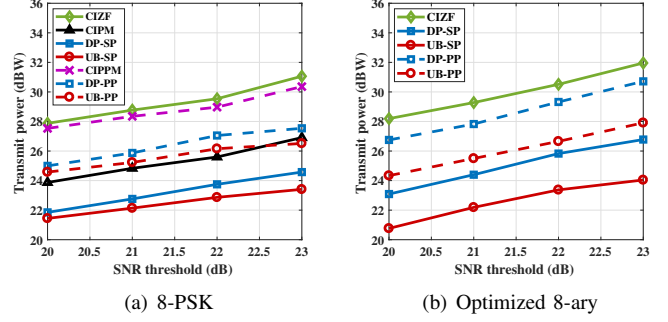 36
34
32
30
28
26
24
22
20
Transmit power (dBW)
CIZF
CIPM
DP-SP
UB-SP
CIPPM
DP-PP
UB-PP
20 20.5 21 21.5 22 22.5 23
SNR threshold (dB)
(a) 8-PSK
36
34
32
30
28
26
24
22
20
Transmit power (dBW)
CIZF
DP-SP
UB-SP
DP-PP
UB-PP
20 20.5 21 21.5 22 22.5 23
SNR threshold (dB)
(b) Optimized 8-ary